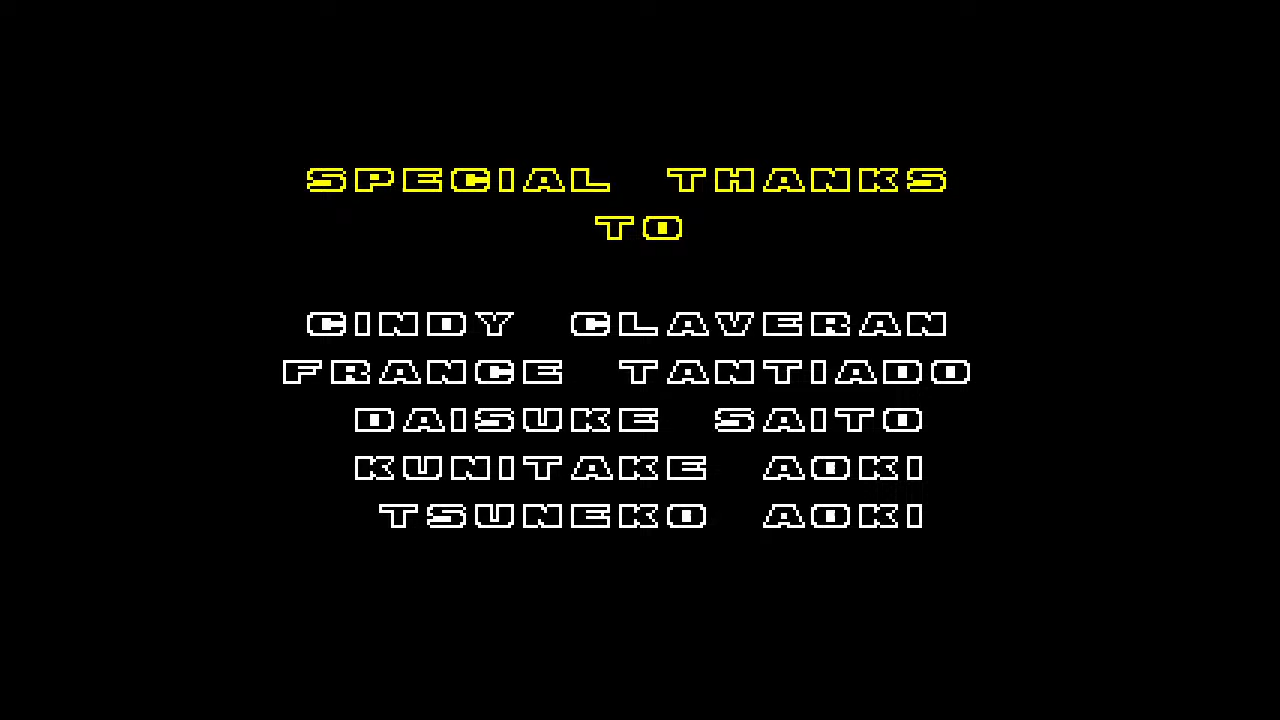 SPECIAL THANKS
TO
CINDY CLAVERAN
FRANCE TANTIADO
DAISUKE SAITO
KUNITAKE AOKI
TSUNEKO AOKI